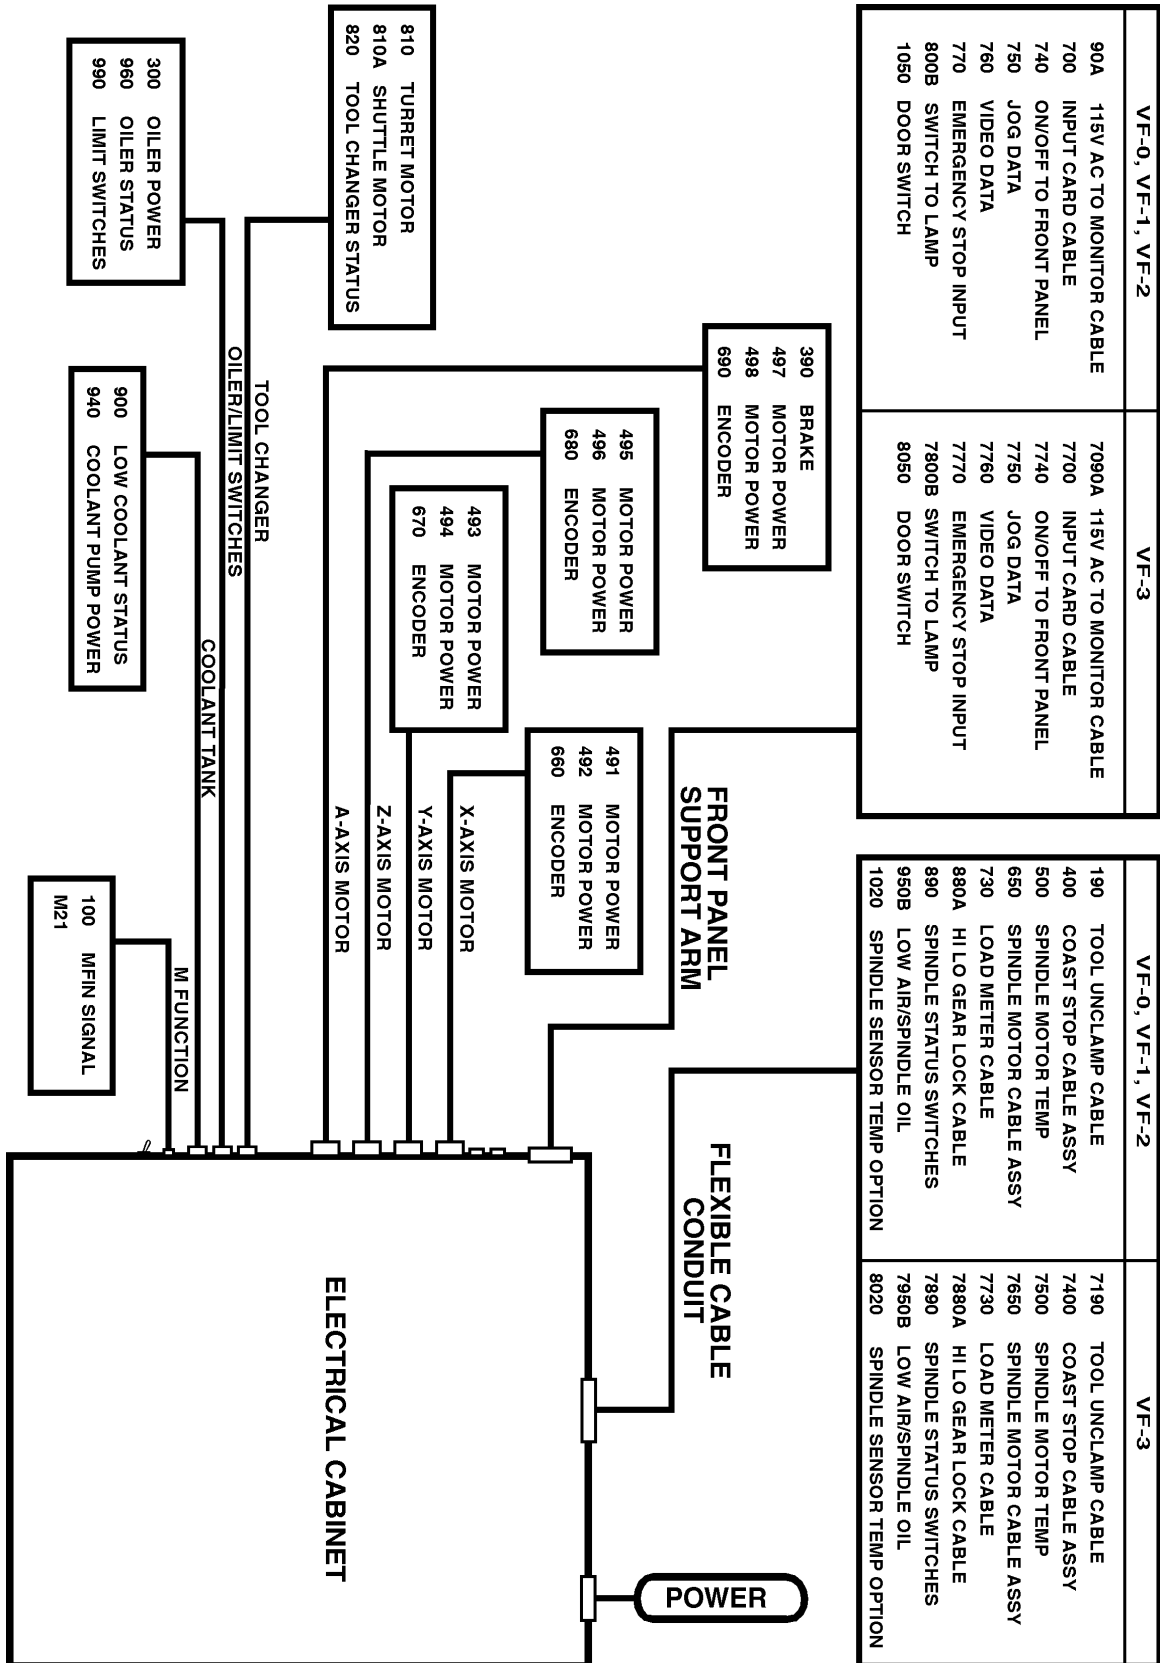 VF-0, VF-1, VF-2
90A 115V AC TO MONITOR CABLE
700 INPUT CARD CABLE
740 ON/OFF TO FRONT PANEL
750 JOG DATA
760 VIDEO DATA
770 EMERGENCY STOP INPUT
800B SWITCH TO LAMP
1050 DOOR SWITCH
VF-3
7090A 115V AC TO MONITOR CABLE
7700 INPUT CARD CABLE
7740 ON/OFF TO FRONT PANEL
7750 JOG DATA
7760 VIDEO DATA
7770 EMERGENCY STOP INPUT
7800B SWITCH TO LAMP
8050 DOOR SWITCH
VF-0, VF-1, VF-2
190 TOOL UNCLAMP CABLE
400 COAST STOP CABLE ASSY
500 SPINDLE MOTOR TEMP
650 SPINDLE MOTOR CABLE ASSY
730 LOAD METER CABLE
880A HI LO GEAR LOCK CABLE
890 SPINDLE STATUS SWITCHES
950B LOW AIR/SPINDLE OIL
1020 SPINDLE SENSOR TEMP OPTION
VF-3
7190 TOOL UNCLAMP CABLE
7400 COAST STOP CABLE ASSY
7500 SPINDLE MOTOR TEMP
7650 SPINDLE MOTOR CABLE ASSY
7730 LOAD METER CABLE
7880A HI LO GEAR LOCK CABLE
7890 SPINDLE STATUS SWITCHES
7950B LOW AIR/SPINDLE OIL
8020 SPINDLE SENSOR TEMP OPTION
FRONT PANEL
SUPPORT ARM
FLEXIBLE CABLE
CONDUIT
POWER
390 BRAKE
497 MOTOR POWER
498 MOTOR POWER
690 ENCODER
495 MOTOR POWER
496 MOTOR POWER
680 ENCODER
493 MOTOR POWER
494 MOTOR POWER
670 ENCODER
491 MOTOR POWER
492 MOTOR POWER
660 ENCODER
X-AXIS MOTOR
Y-AXIS MOTOR
Z-AXIS MOTOR
A-AXIS MOTOR
810 TURRET MOTOR
810A SHUTTLE MOTOR
820 TOOL CHANGER STATUS
TOOL CHANGER
OILER/LIMIT SWITCHES
COOLANT TANK
M FUNCTION
300 OILER POWER
960 OILER STATUS
990 LIMIT SWITCHES
900 LOW COOLANT STATUS
940 COOLANT PUMP POWER
100 MFIN SIGNAL
M21
ELECTRICAL CABINET